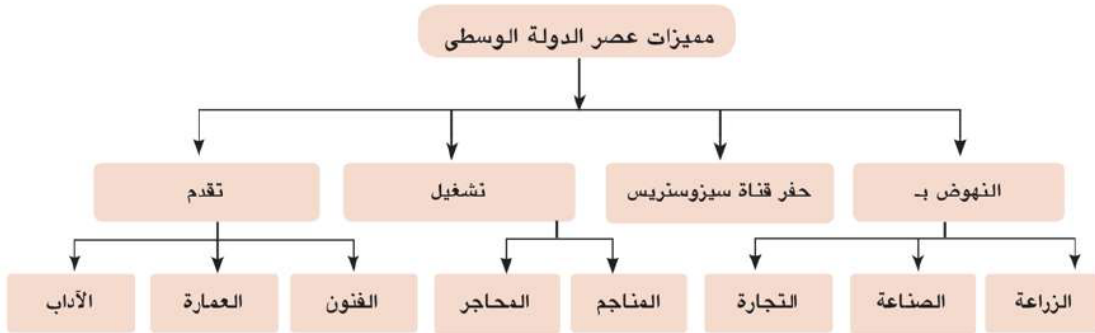 مميزات عصر الدولة الوسطى
النهوض بـ
حفر قناة سيزوستريس
تشغيل
تقدم
الزراعة
الصناعة
التجارة
المناجم
المحاجر
الفنون
العمارة
الآداب